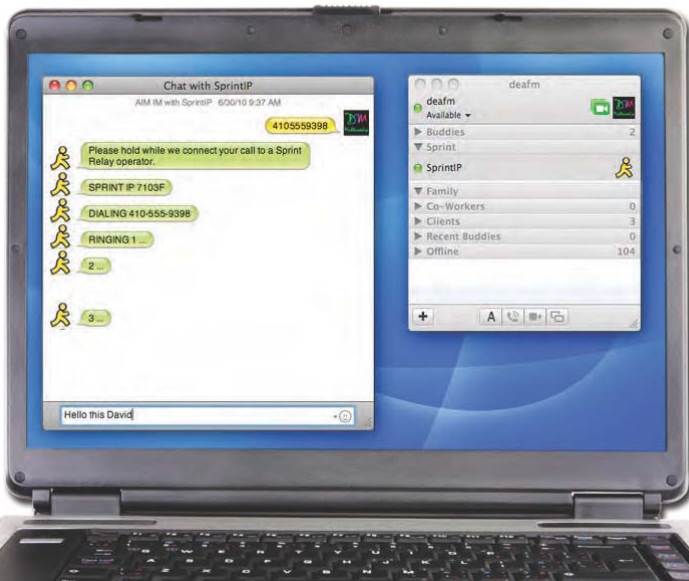 Chat with SprintIP
AIM IM with SprintIP 6/30/10 9:37 AM
4105559398
Please hold while we connect your call to a Sprint
Relay operator.
SPRINT IP 7103F
DIALING 410-555-9398
RINGING 1 ...
2 ...
3 ...
Hello this David
deafm
deafm
Available
Buddies 2
Sprint
SprintIP
Family
Co-Workers 0
Clients 3
Recent Buddies 0
Offline 104
A